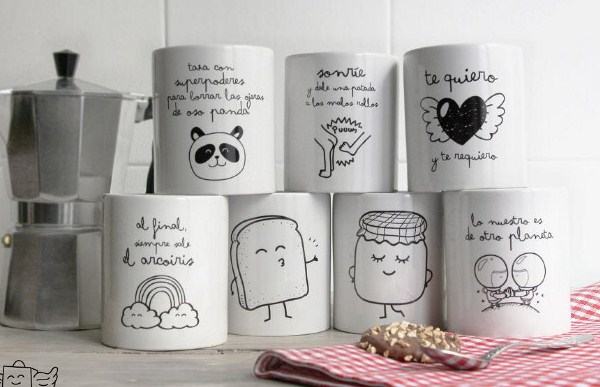 taza con
superpoderes
para borrar las ojeras
de oso panda
sonríe
y dale una patada
a los malos rollos
te quiero
y te requiero
al final,
siempre sale
el arcoiris
lo nuestro es
de otro planeta